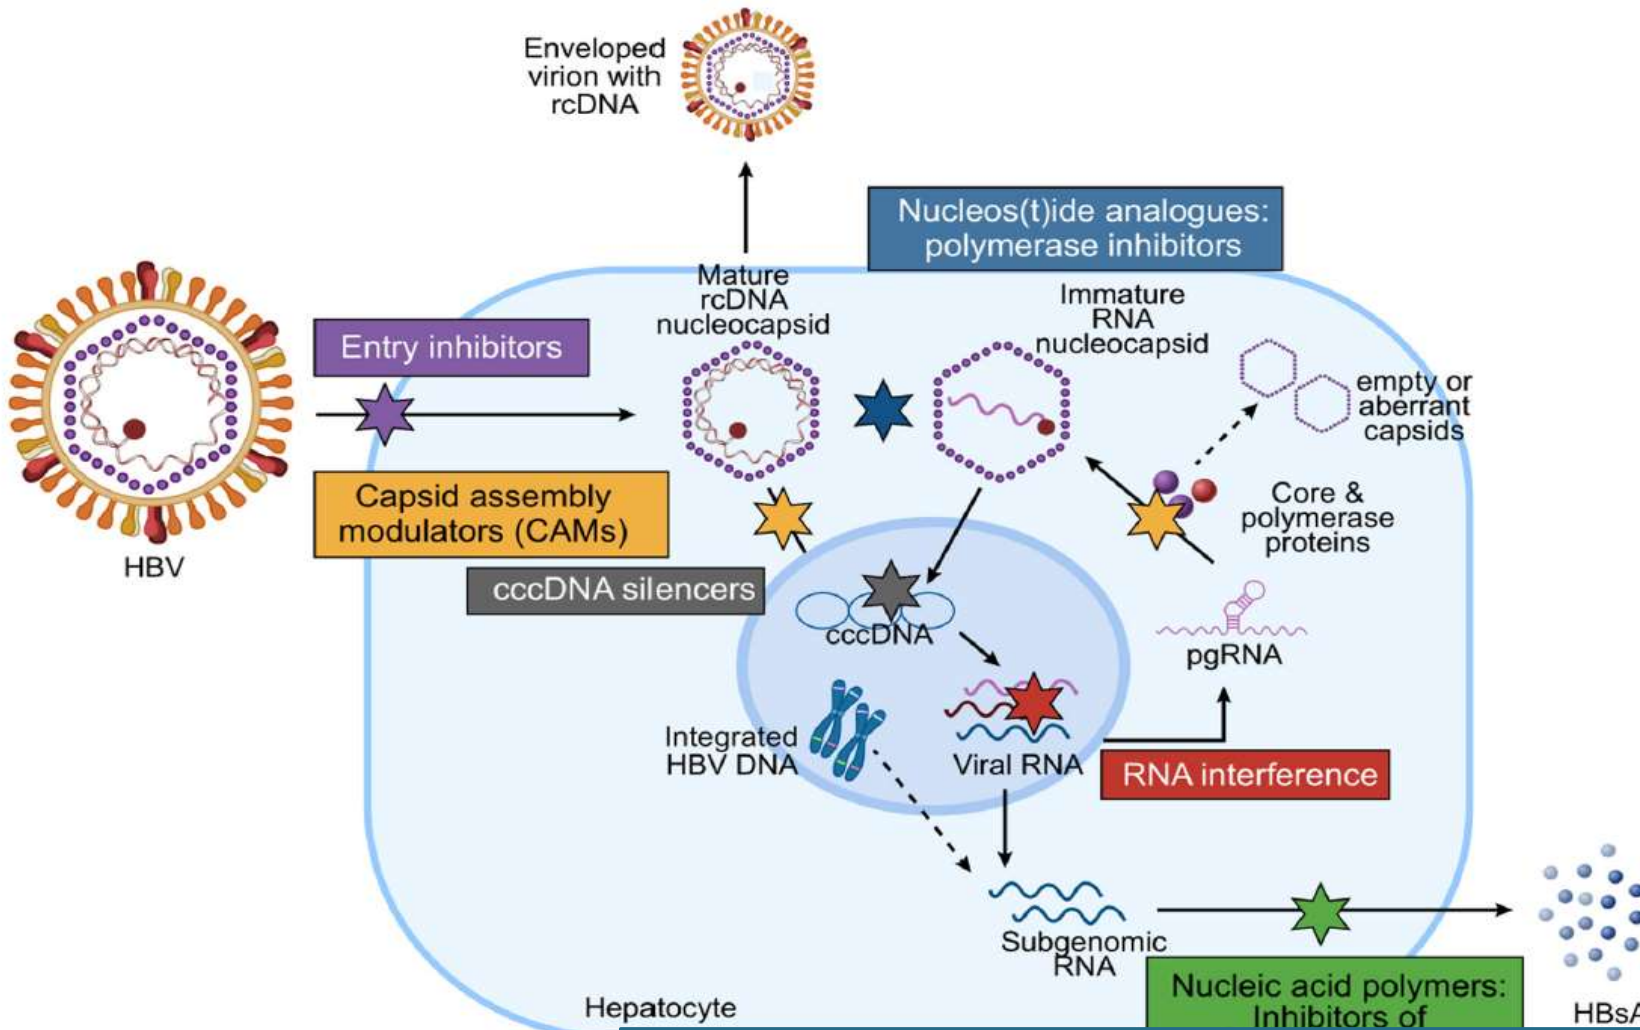 Enveloped
virion with
rcDNA
Nucleos(t)ide analogues:
polymerase inhibitors
Mature
rcDNA
nucleocapsid
Immature
RNA
nucleocapsid
Entry inhibitors
empty or
aberrant
capsids
Capsid assembly
modulators (CAMs)
Core &
polymerase
proteins
HBV
cccDNA silencers
cccDNA
pgRNA
Integrated
HBV DNA
Viral RNA
RNA interference
Subgenomic
RNA
Nucleic acid polymers:
Inhibitors of
Hepatocyte
HBsA